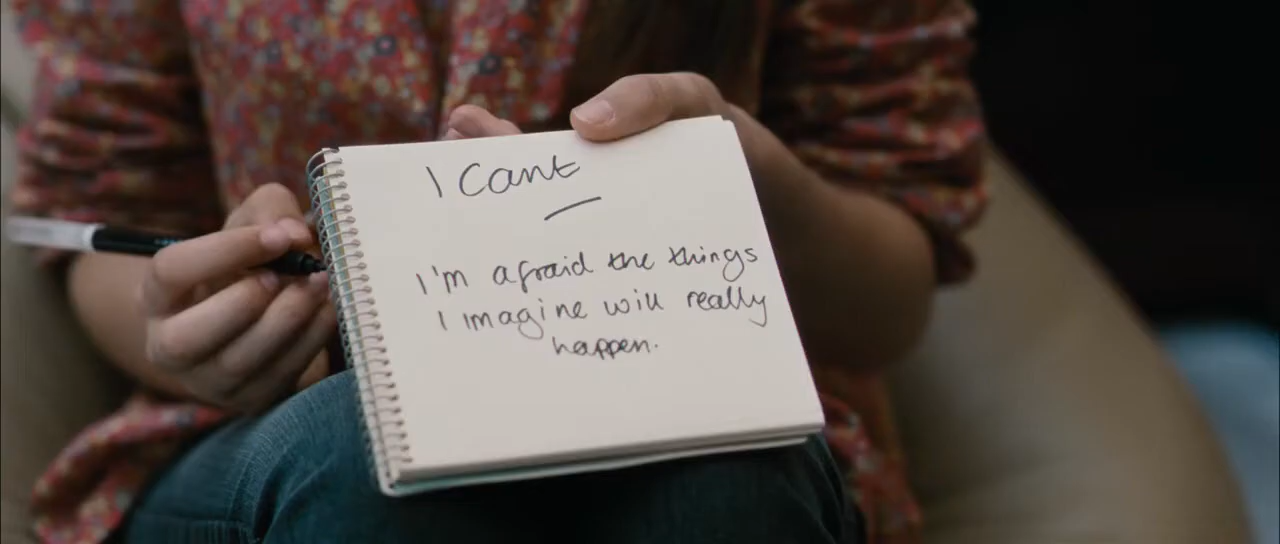 I Cant
I'm afraid the things
I imagine will really
happen.